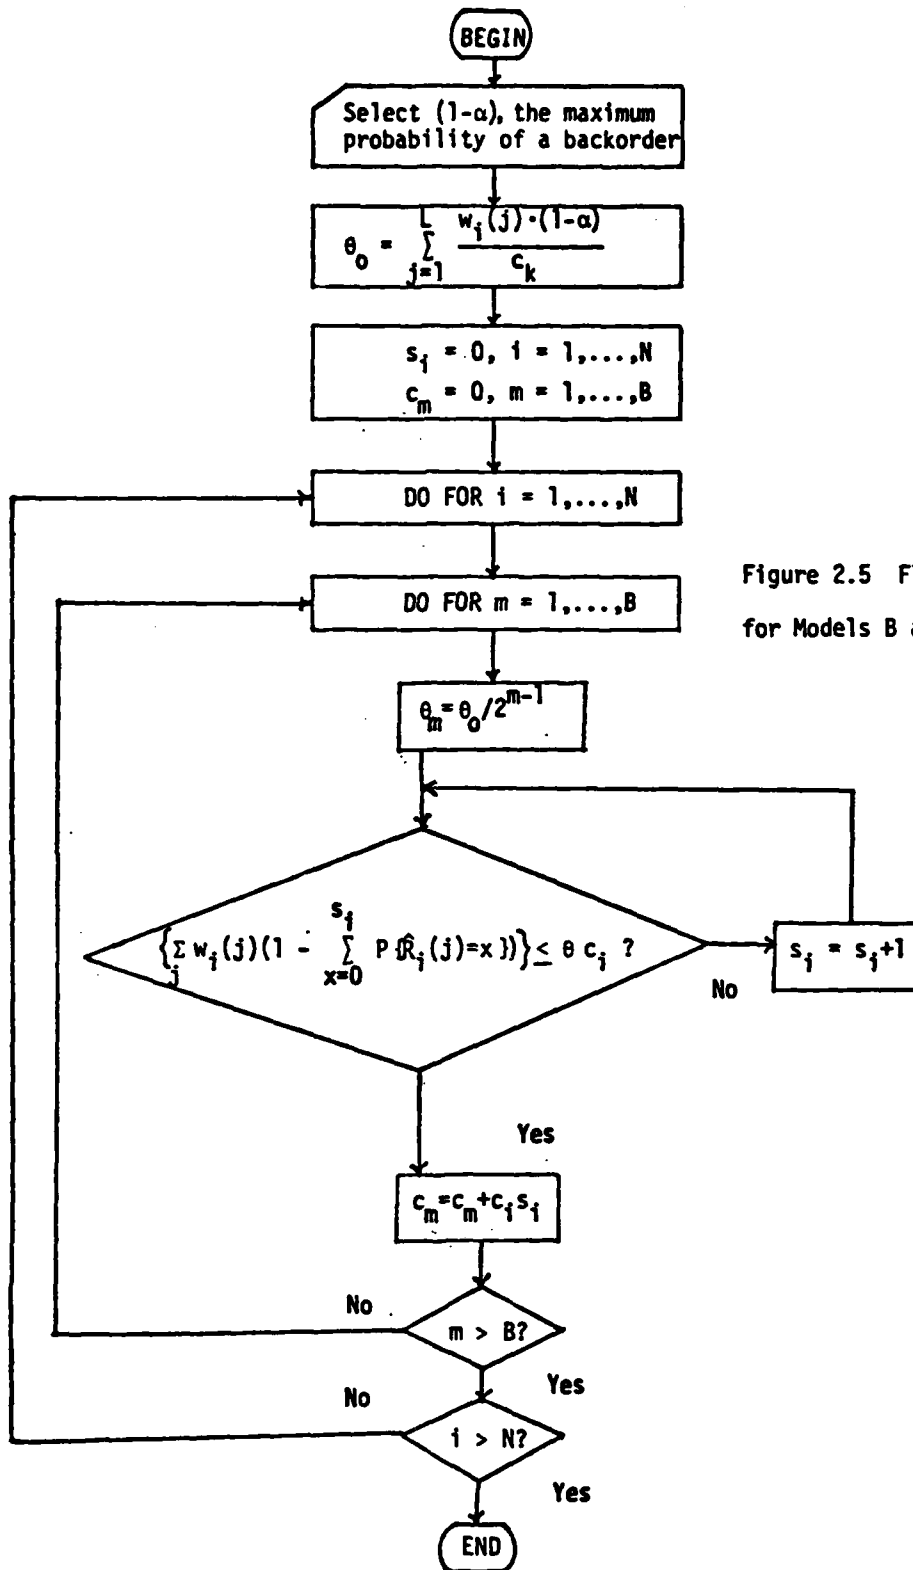 BEGIN
Select (1-α), the maximum
probability of a backorder
θ_o = Σ_{j=1}^{L} w_i(j)·(1-α) / c_k
s_i = 0, i = 1,...,N
c_m = 0, m = 1,...,B
DO FOR i = 1,...,N
DO FOR m = 1,...,B
Figure 2.5 F
for Models B a
θ_m = θ_o/2^{m-1}
{Σ_j w_i(j)(1 - Σ_{x=0}^{s_i} P{R̂_i(j)=x})} ≤ θ c_i ?
s_i = s_i+1
No
Yes
c_m=c_m+c_i s_i
No
m > B?
Yes
No
i > N?
Yes
END